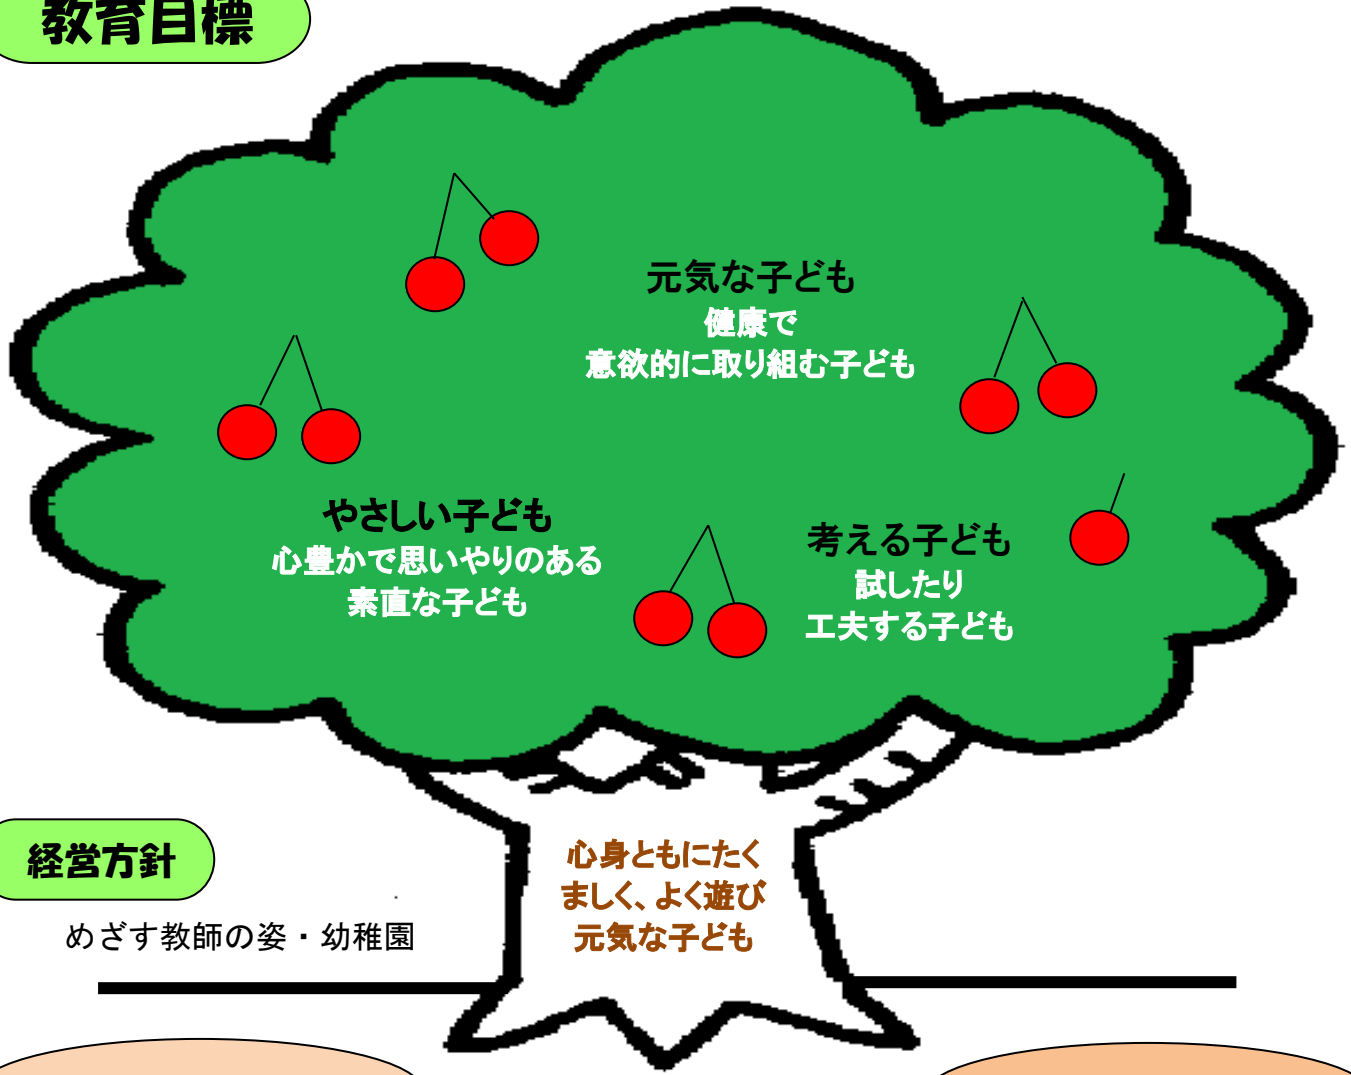 教育目標
元気な子ども
健康で
意欲的に取り組む子ども
やさしい子ども
心豊かで思いやりのある
素直な子ども
考える子ども
試したり
工夫する子ども
心身ともにたく
ましく、よく遊び
元気な子ども
経営方針
めざす教師の姿・幼稚園